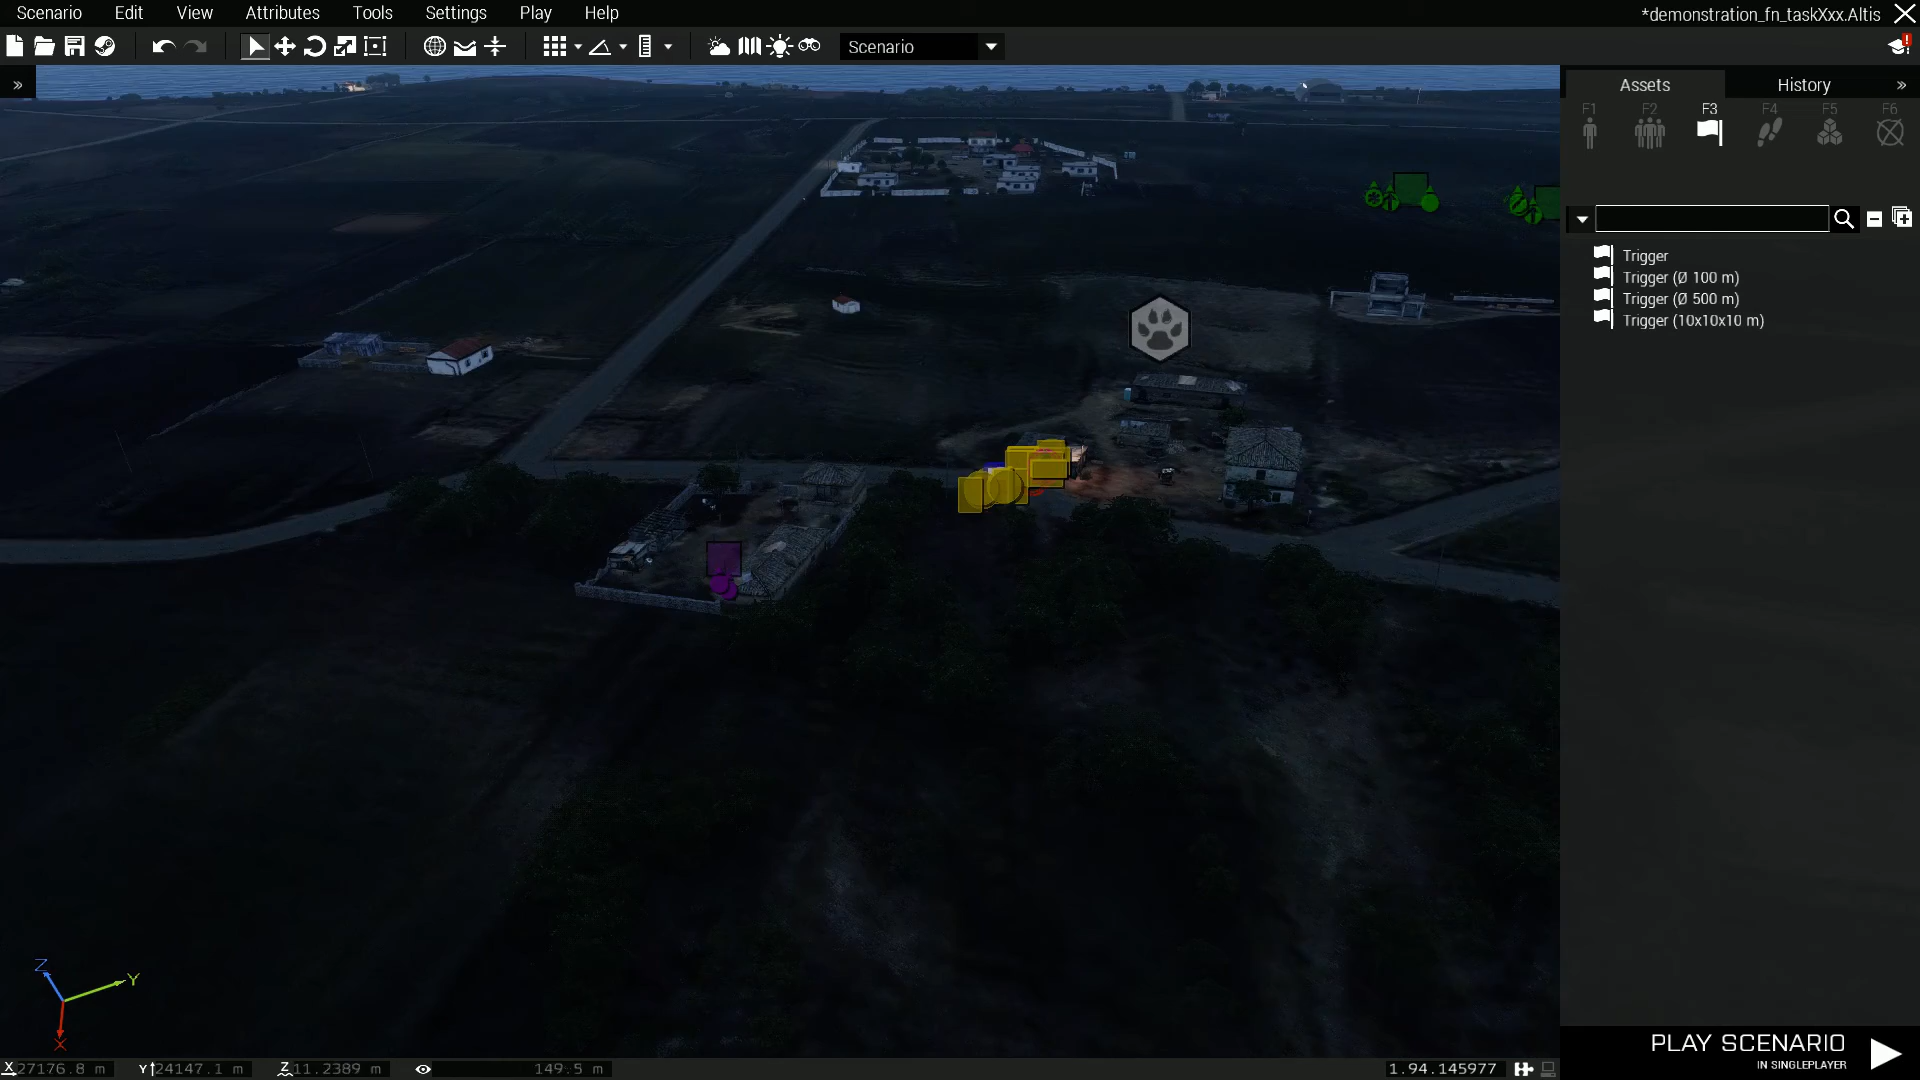 Scenario Edit View Attributes Tools Settings Play Help
*demonstration_fn_taskXxx.Altis
Scenario
Assets History
F1 F2 F3 F4 F5 F6
Trigger
Trigger (Ø 100 m)
Trigger (Ø 500 m)
Trigger (10x10x10 m)
Z Y X
PLAY SCENARIO
IN SINGLEPLAYER
X 27176.8 m Y 24147.1 m Z 11.2389 m 149.5 m 1.94.145977